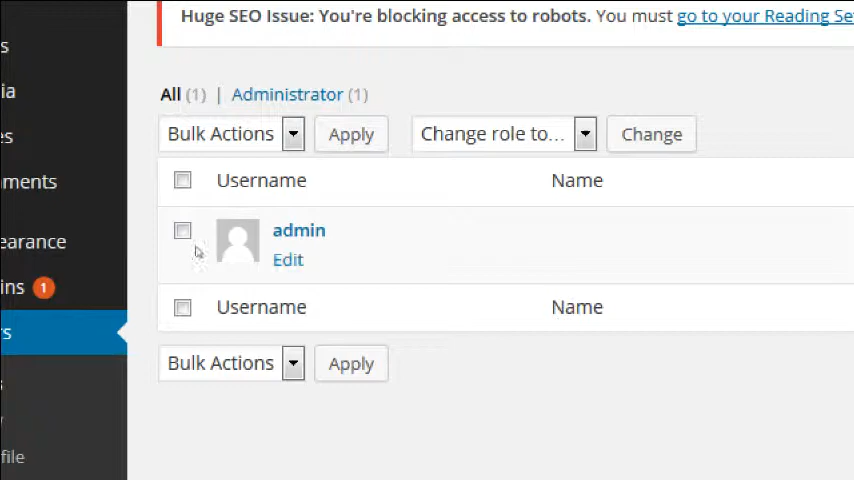 Huge SEO Issue: You're blocking access to robots. You must go to your Reading Se
s
ia
All (1) | Administrator (1)
es
Bulk Actions Apply Change role to... Change
ments
Username Name
admin
earance
Edit
ins 1
Username Name
rs
Bulk Actions Apply
file